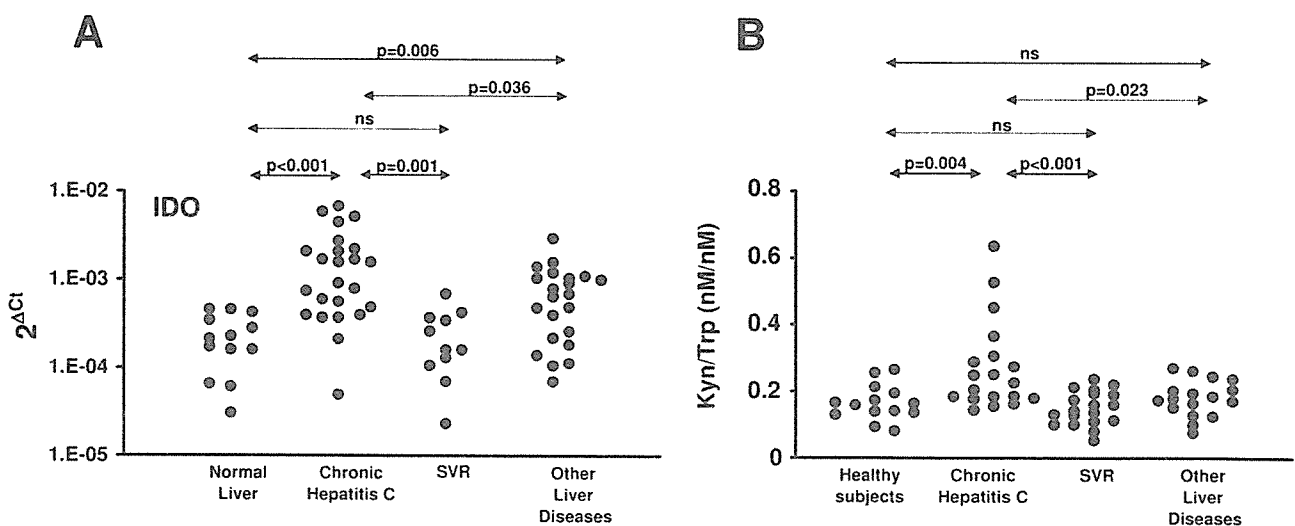 A
p=0.006
p=0.036
ns
p<0.001
p=0.001
1.E-02
IDO
1.E-03
2^ΔCt
1.E-04
1.E-05
Normal
Liver
Chronic
Hepatitis C
SVR
Other
Liver
Diseases
B
ns
p=0.023
ns
p=0.004
p<0.001
0.8
0.6
Kyn/Trp (nM/nM)
0.4
0.2
0
Healthy
subjects
Chronic
Hepatitis C
SVR
Other
Liver
Diseases